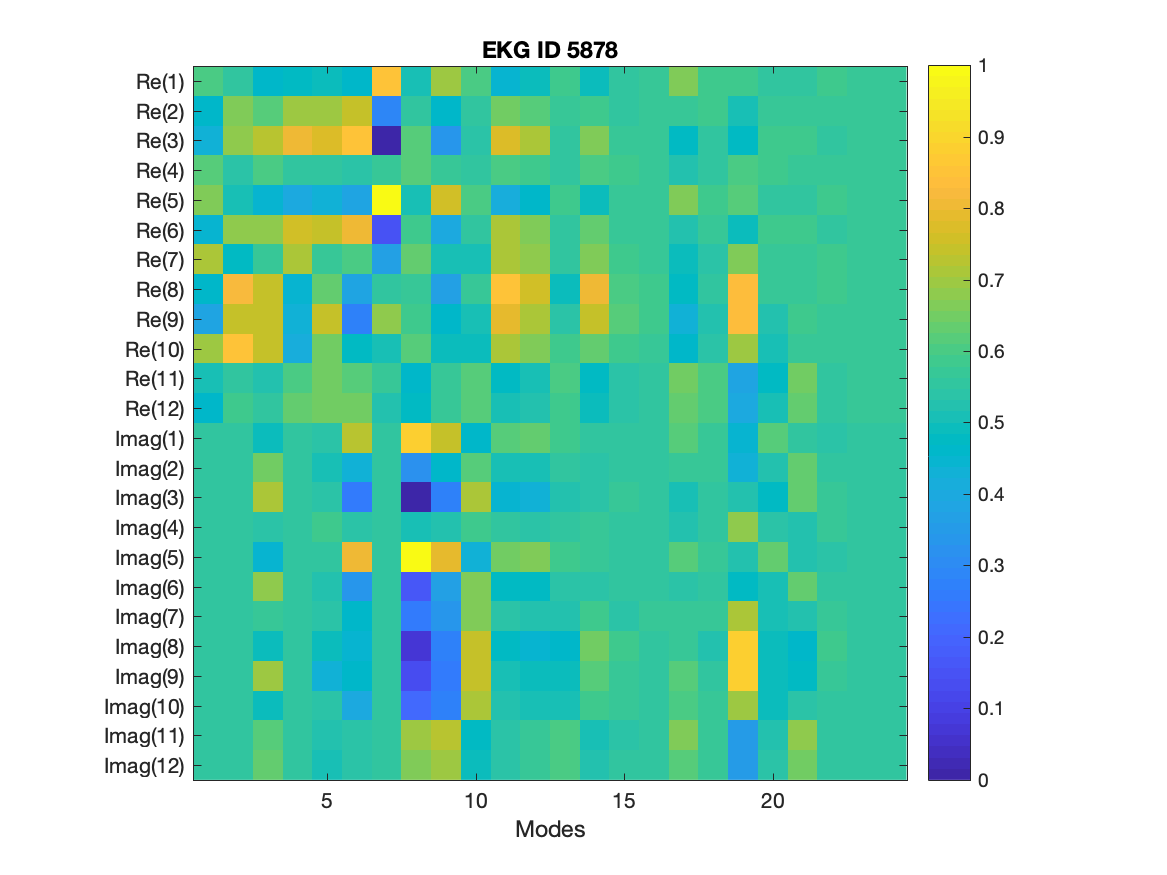 EKG ID 5878
Re(1)
Re(2)
Re(3)
Re(4)
Re(5)
Re(6)
Re(7)
Re(8)
Re(9)
Re(10)
Re(11)
Re(12)
Imag(1)
Imag(2)
Imag(3)
Imag(4)
Imag(5)
Imag(6)
Imag(7)
Imag(8)
Imag(9)
Imag(10)
Imag(11)
Imag(12)
5 10 15 20
Modes
1
0.9
0.8
0.7
0.6
0.5
0.4
0.3
0.2
0.1
0